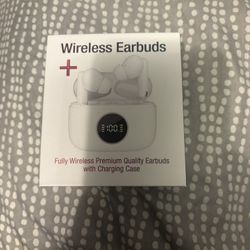 Wireless Earbuds
+
100
Fully Wireless Premium Quality Earbuds
with Charging Case